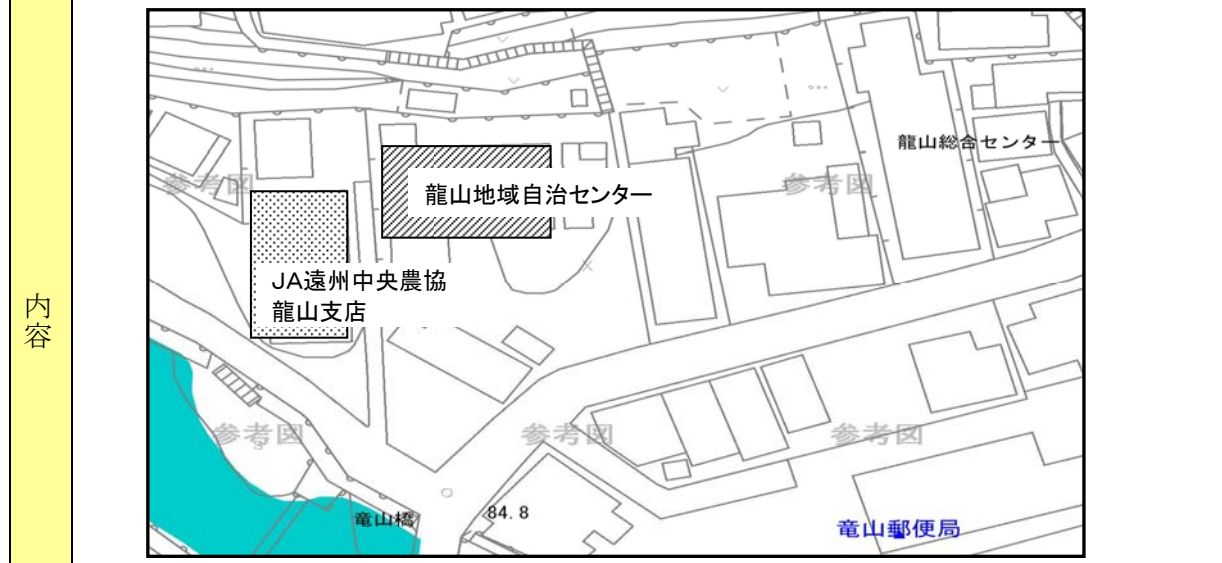 内容
龍山総合センター
参考図
参考図
龍山地域自治センター
JA遠州中央農協
龍山支店
参考図
参考図
参考図
竜山橋
84.8
竜山郵便局